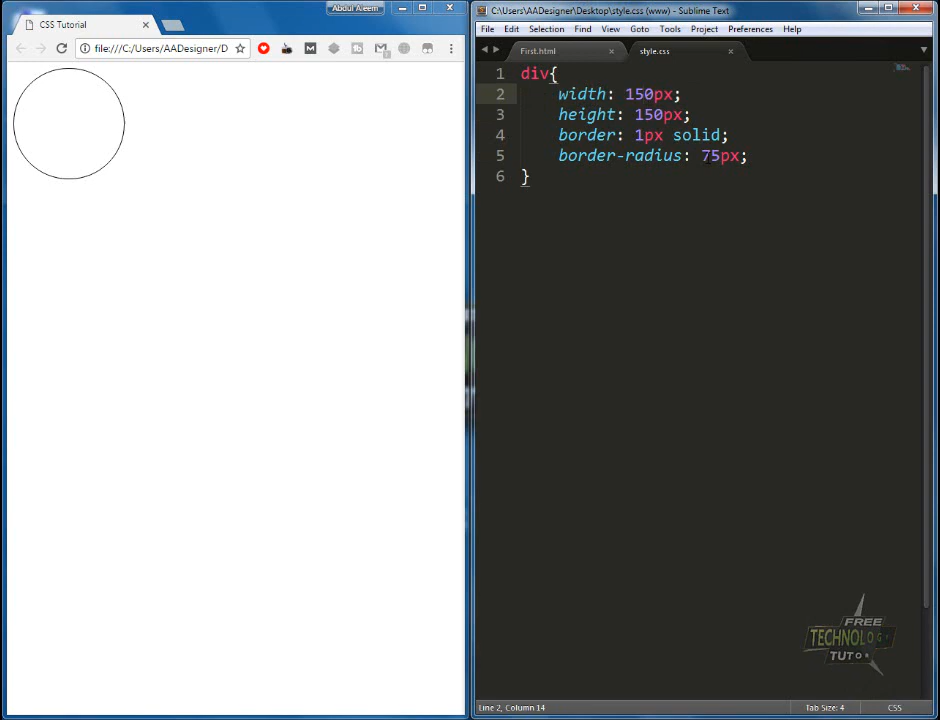 Abdul Aleem
CSS Tutorial
file:///C:/Users/AADesigner/D
C:\Users\AADesigner\Desktop\style.css (www) - Sublime Text
File Edit Selection Find View Goto Tools Project Preferences Help
First.html
style.css
1 div{
2 width: 150px;
3 height: 150px;
4 border: 1px solid;
5 border-radius: 75px;
6 }
FREE
TECHNOLOGY
TUTOR
Line 2, Column 14
Tab Size: 4
CSS